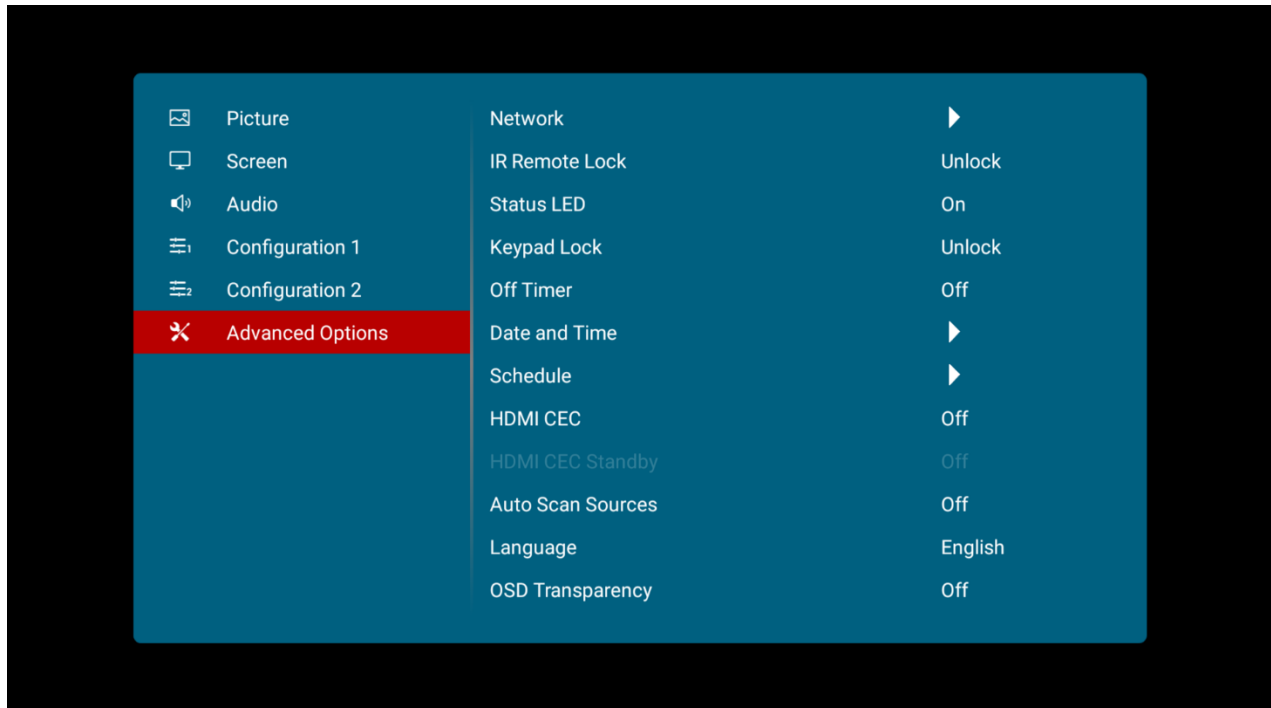 Picture
Screen
Audio
Configuration 1
Configuration 2
Advanced Options
Network
IR Remote Lock Unlock
Status LED On
Keypad Lock Unlock
Off Timer Off
Date and Time
Schedule
HDMI CEC Off
HDMI CEC Standby Off
Auto Scan Sources Off
Language English
OSD Transparency Off